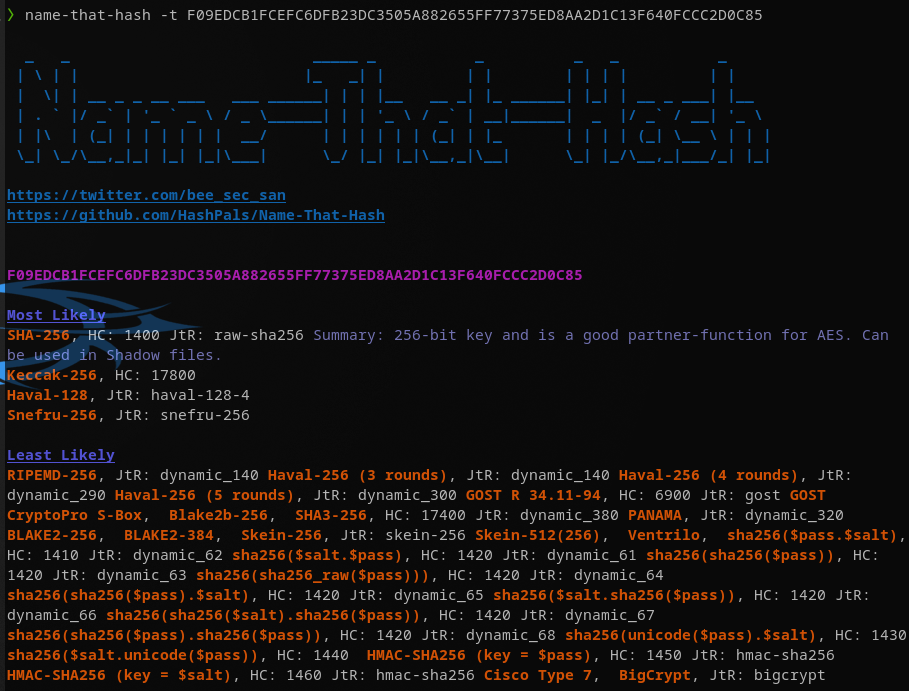 ❯ name-that-hash -t F09EDCB1FCEFC6DFB23DC3505A882655FF77375ED8AA2D1C13F640FCCC2D0C85
Name-That-Hash
https://twitter.com/bee_sec_san
https://github.com/HashPals/Name-That-Hash
F09EDCB1FCEFC6DFB23DC3505A882655FF77375ED8AA2D1C13F640FCCC2D0C85
Most Likely
SHA-256, HC: 1400 JtR: raw-sha256 Summary: 256-bit key and is a good partner-function for AES. Can
be used in Shadow files.
Keccak-256, HC: 17800
Haval-128, JtR: haval-128-4
Snefru-256, JtR: snefru-256
Least Likely
RIPEMD-256, JtR: dynamic_140 Haval-256 (3 rounds), JtR: dynamic_140 Haval-256 (4 rounds), JtR:
dynamic_290 Haval-256 (5 rounds), JtR: dynamic_300 GOST R 34.11-94, HC: 6900 JtR: gost GOST
CryptoPro S-Box,  Blake2b-256,  SHA3-256, HC: 17400 JtR: dynamic_380 PANAMA, JtR: dynamic_320
BLAKE2-256,  BLAKE2-384,  Skein-256, JtR: skein-256 Skein-512(256),  Ventrilo,  sha256($pass.$salt),
HC: 1410 JtR: dynamic_62 sha256($salt.$pass), HC: 1420 JtR: dynamic_61 sha256(sha256($pass)), HC:
1420 JtR: dynamic_63 sha256(sha256_raw($pass))), HC: 1420 JtR: dynamic_64
sha256(sha256($pass).$salt), HC: 1420 JtR: dynamic_65 sha256($salt.sha256($pass)), HC: 1420 JtR:
dynamic_66 sha256(sha256($salt).sha256($pass)), HC: 1420 JtR: dynamic_67
sha256(sha256($pass).sha256($pass)), HC: 1420 JtR: dynamic_68 sha256(unicode($pass).$salt), HC: 1430
sha256($salt.unicode($pass)), HC: 1440  HMAC-SHA256 (key = $pass), HC: 1450 JtR: hmac-sha256
HMAC-SHA256 (key = $salt), HC: 1460 JtR: hmac-sha256 Cisco Type 7,  BigCrypt, JtR: bigcrypt